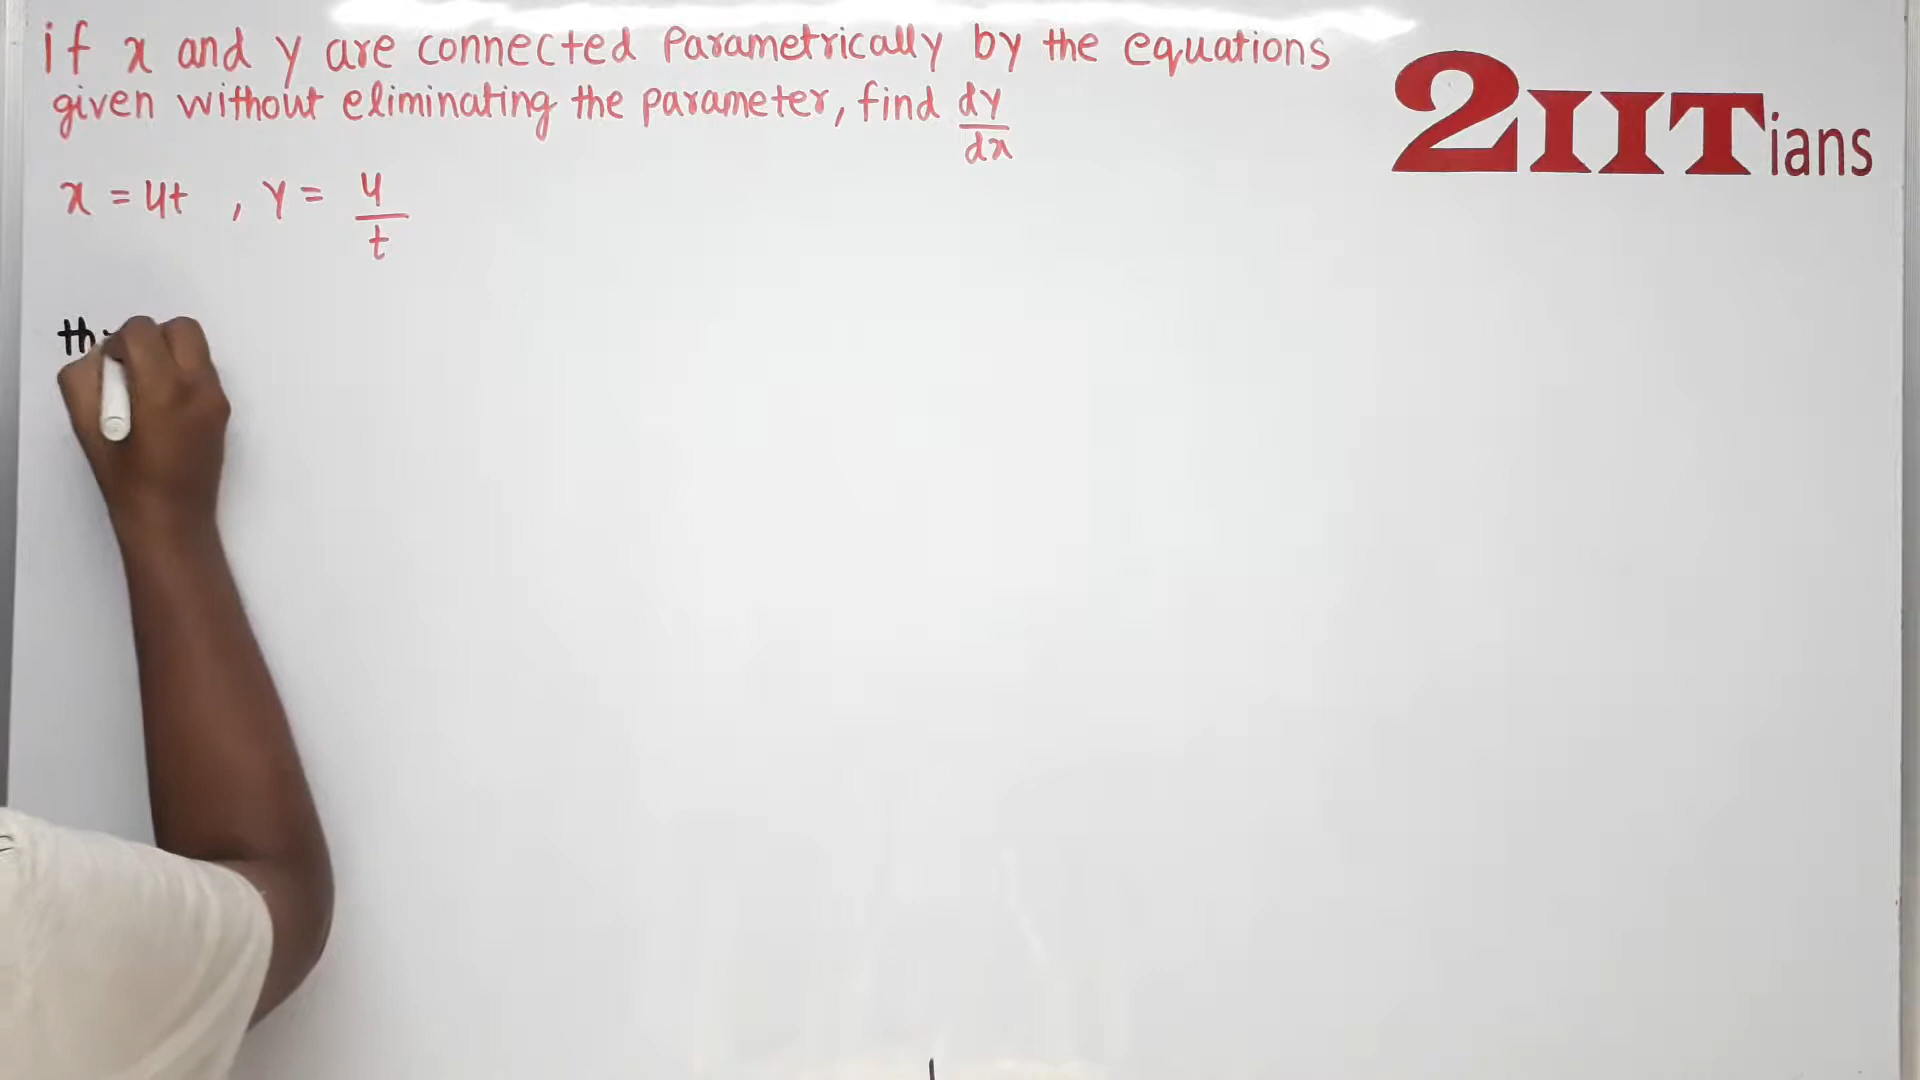 if x and y are connected Parametrically by the equations
given without eliminating the parameter, find dy/dx
x = 4t , y = 4/t
2IITians